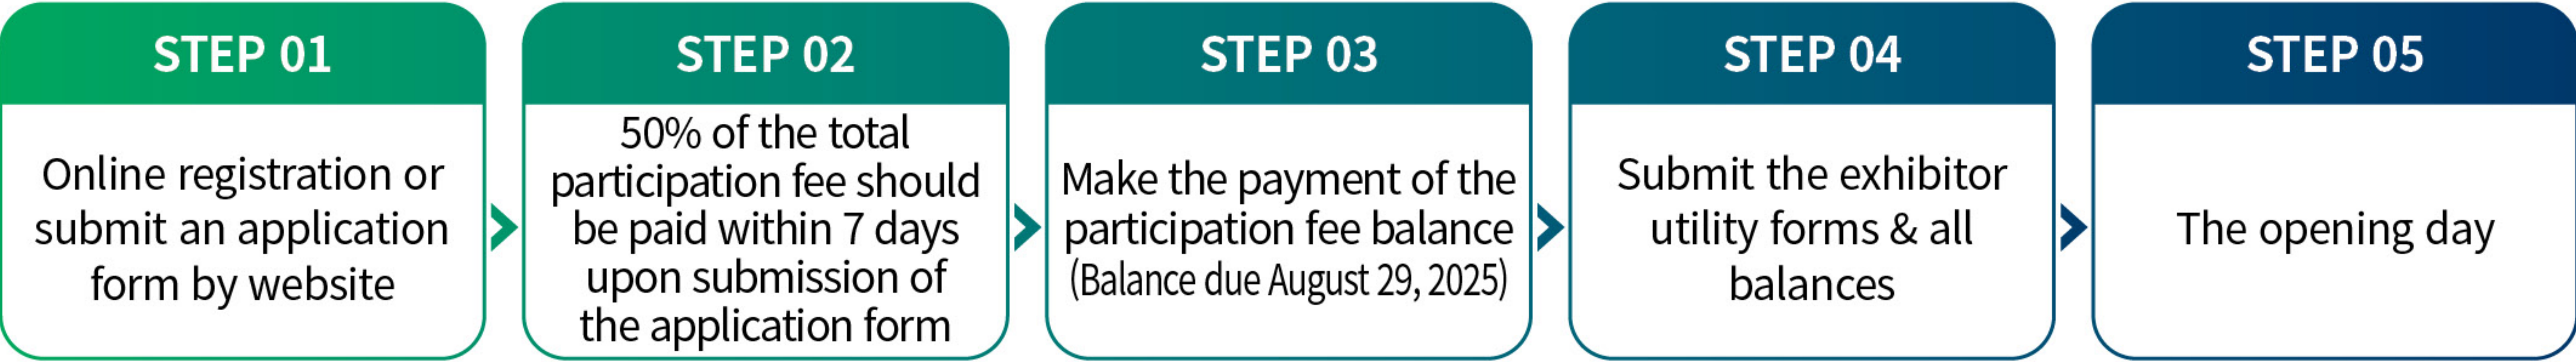 STEP 01
Online registration or
submit an application
form by website
STEP 02
50% of the total
participation fee should
be paid within 7 days
upon submission of
the application form
STEP 03
Make the payment of the
participation fee balance
(Balance due August 29, 2025)
STEP 04
Submit the exhibitor
utility forms & all
balances
STEP 05
The opening day